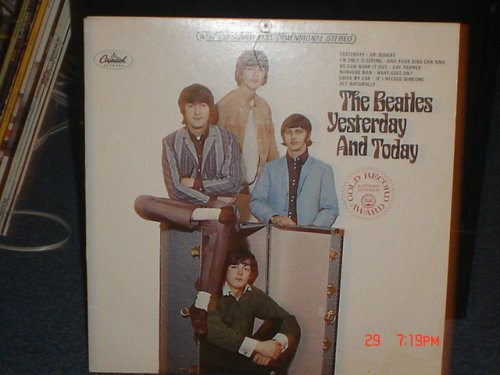 Capitol
RECORDS
YESTERDAY - DR. ROBERT
I'M ONLY SLEEPING - AND YOUR BIRD CAN SING
WE CAN WORK IT OUT - DAY TRIPPER
NOWHERE MAN - WHAT GOES ON?
DRIVE MY CAR - IF I NEEDED SOMEONE
ACT NATURALLY
The Beatles
Yesterday
And Today
GOLD RECORD
AWARD
29 7:19PM